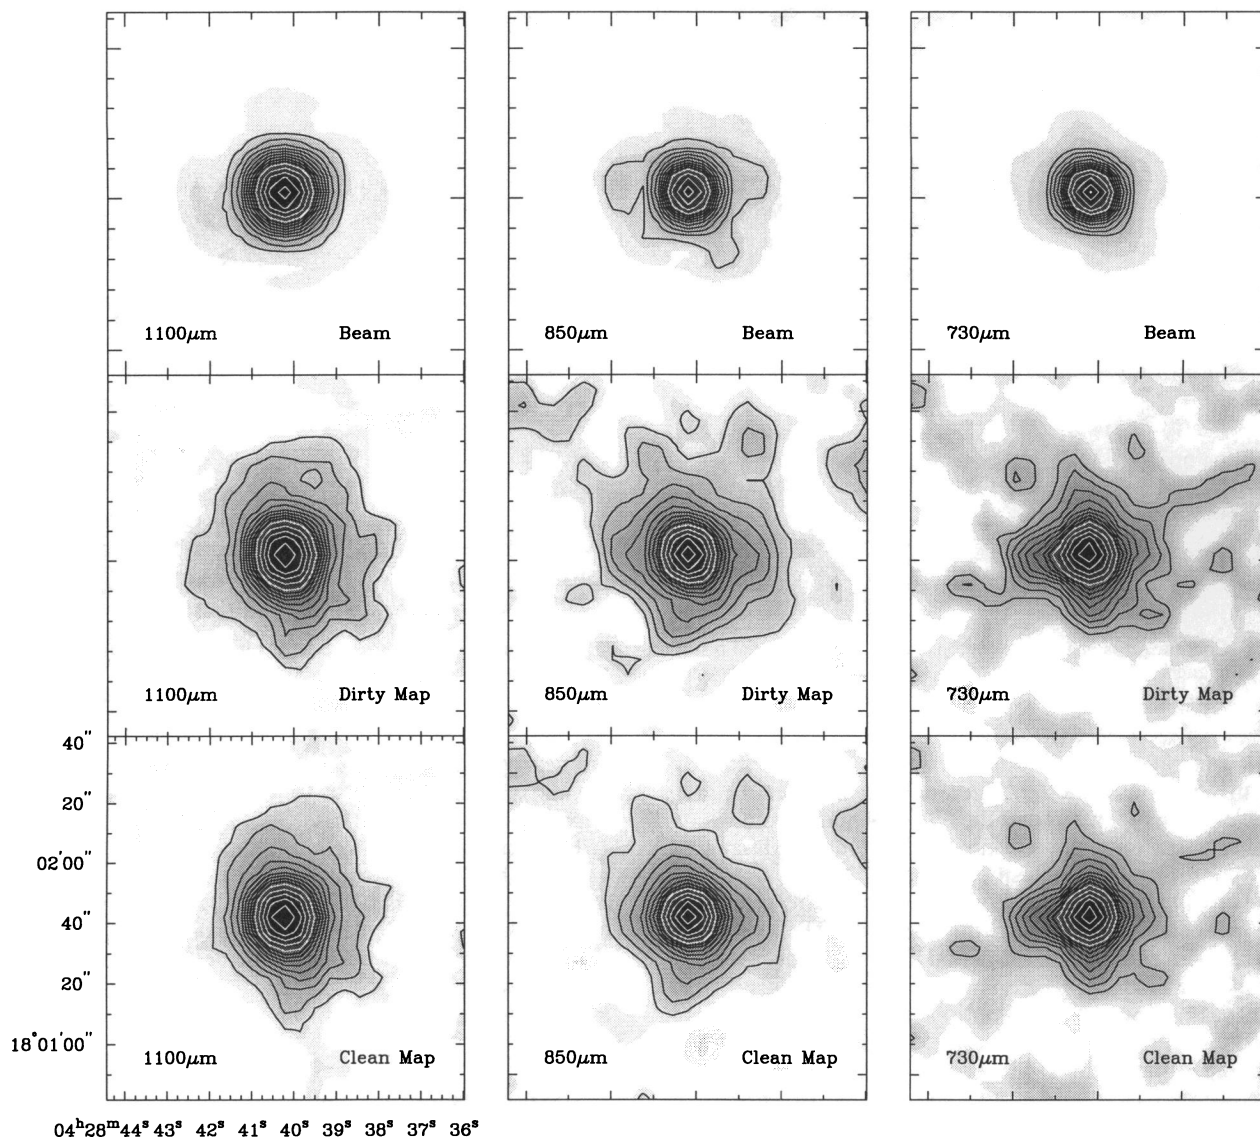 1100μm Beam
850μm Beam
730μm Beam
1100μm Dirty Map
850μm Dirty Map
730μm Dirty Map
40"
20"
02'00"
40"
20"
18°01'00"
1100μm Clean Map
850μm Clean Map
730μm Clean Map
04ʰ28ᵐ44ˢ 43ˢ 42ˢ 41ˢ 40ˢ 39ˢ 38ˢ 37ˢ 36ˢ